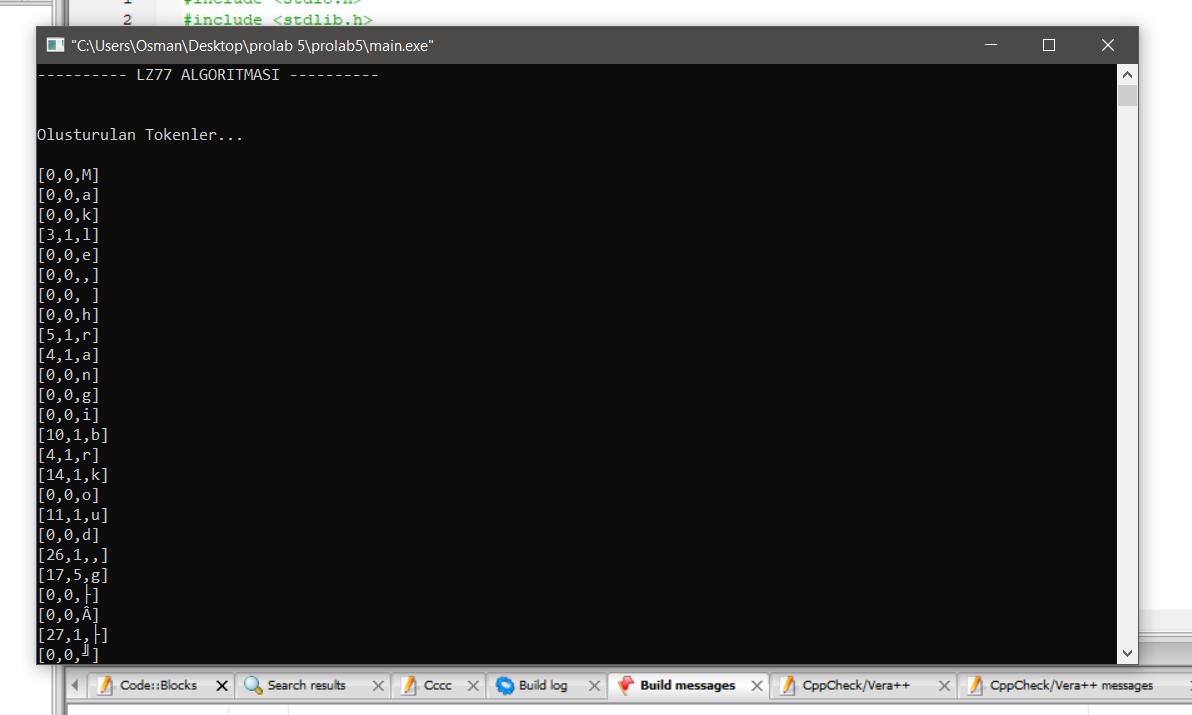 1 #include <stdio.h>
2 #include <stdlib.h>
"C:\Users\Osman\Desktop\prolab 5\prolab5\main.exe"
---------- LZ77 ALGORITMASI ----------
Olusturulan Tokenler...
[0,0,M]
[0,0,a]
[0,0,k]
[3,1,l]
[0,0,e]
[0,0,,]
[0,0, ]
[0,0,h]
[5,1,r]
[4,1,a]
[0,0,n]
[0,0,g]
[0,0,i]
[10,1,b]
[4,1,r]
[14,1,k]
[0,0,o]
[11,1,u]
[0,0,d]
[26,1,,]
[17,5,g]
[0,0,├]
[0,0,Â]
[27,1,├]
[0,0,╝]
Code::Blocks
Search results
Cccc
Build log
Build messages
CppCheck/Vera++
CppCheck/Vera++ messages